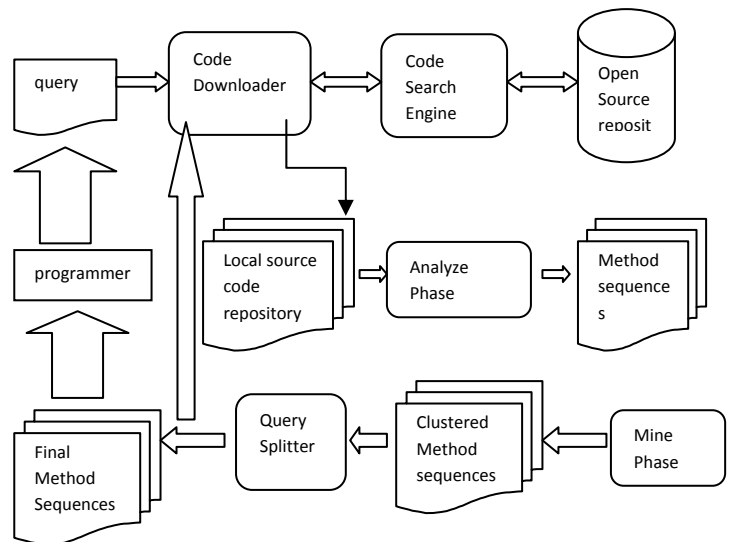 query
Code
Downloader
Code
Search
Engine
Open
Source
reposit
programmer
Local source
code
repository
Analyze
Phase
Method
sequence
s
Final
Method
Sequences
Query
Splitter
Clustered
Method
sequences
Mine
Phase